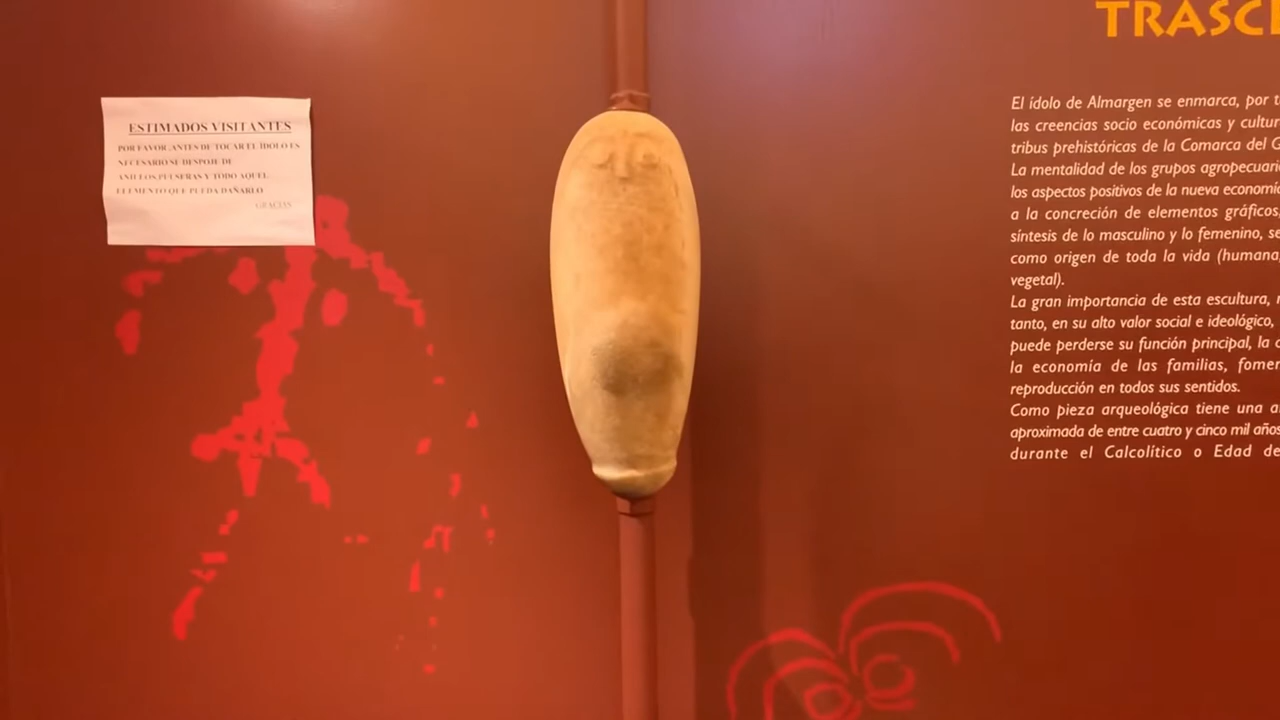 ESTIMADOS VISITANTES
POR FAVOR ANTES DE TOCAR EL ÍDOLO ES
NECESARIO SE DESPOJE DE
ANILLOS PULSERAS Y TODO AQUEL
ELEMENTO QUE PUEDA DAÑARLO
GRACIAS
TRASC
El ídolo de Almargen se enmarca, por t
las creencias socio económicas y cultur
tribus prehistóricas de la Comarca del G
La mentalidad de los grupos agropecuari
los aspectos positivos de la nueva economí
a la concreción de elementos gráficos,
síntesis de lo masculino y lo femenino, se
como origen de toda la vida (humana,
vegetal).
La gran importancia de esta escultura, r
tanto, en su alto valor social e ideológico,
puede perderse su función principal, la
la economía de las familias, fomen
reproducción en todos sus sentidos.
Como pieza arqueológica tiene una a
aproximada de entre cuatro y cinco mil años
durante el Calcolítico o Edad de